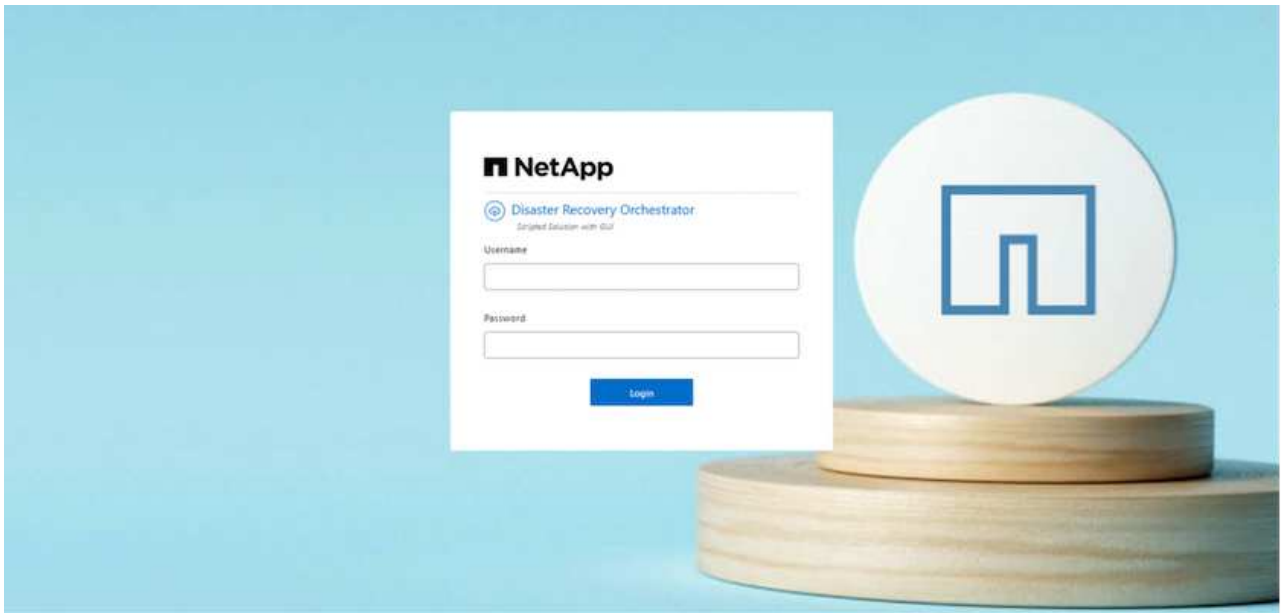 NetApp
Disaster Recovery Orchestrator
Scripted Solution with GUI
Username
Password
Login